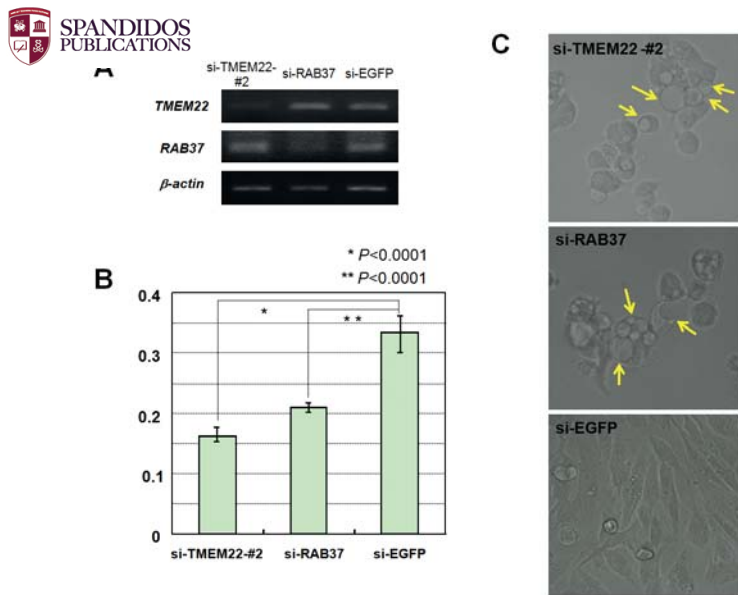 SPANDIDOS
PUBLICATIONS
A
si-TMEM22-
#2
si-RAB37
si-EGFP
TMEM22
RAB37
β-actin
B
* P<0.0001
** P<0.0001
0.4
0.3
0.2
0.1
0
*
**
si-TMEM22-#2
si-RAB37
si-EGFP
C
si-TMEM22 -#2
si-RAB37
si-EGFP